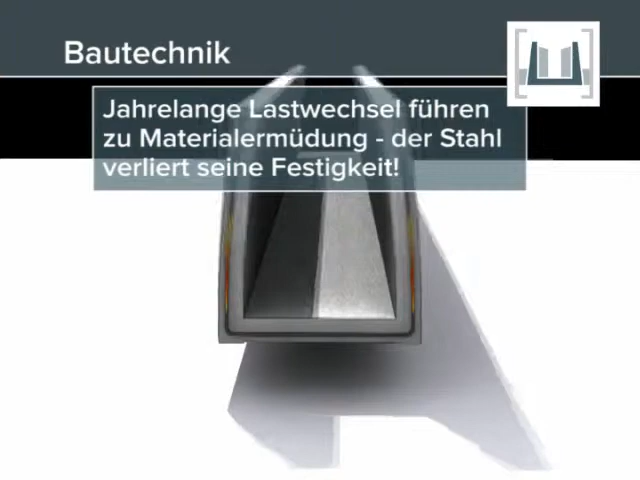 Bautechnik
Jahrelange Lastwechsel führen
zu Materialermüdung - der Stahl
verliert seine Festigkeit!